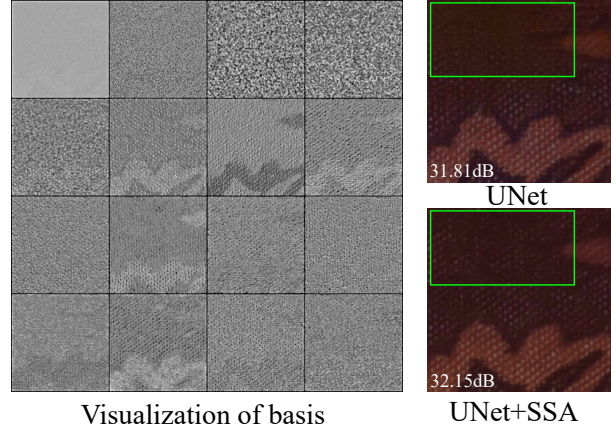 31.81dB
UNet
32.15dB
Visualization of basis
UNet+SSA